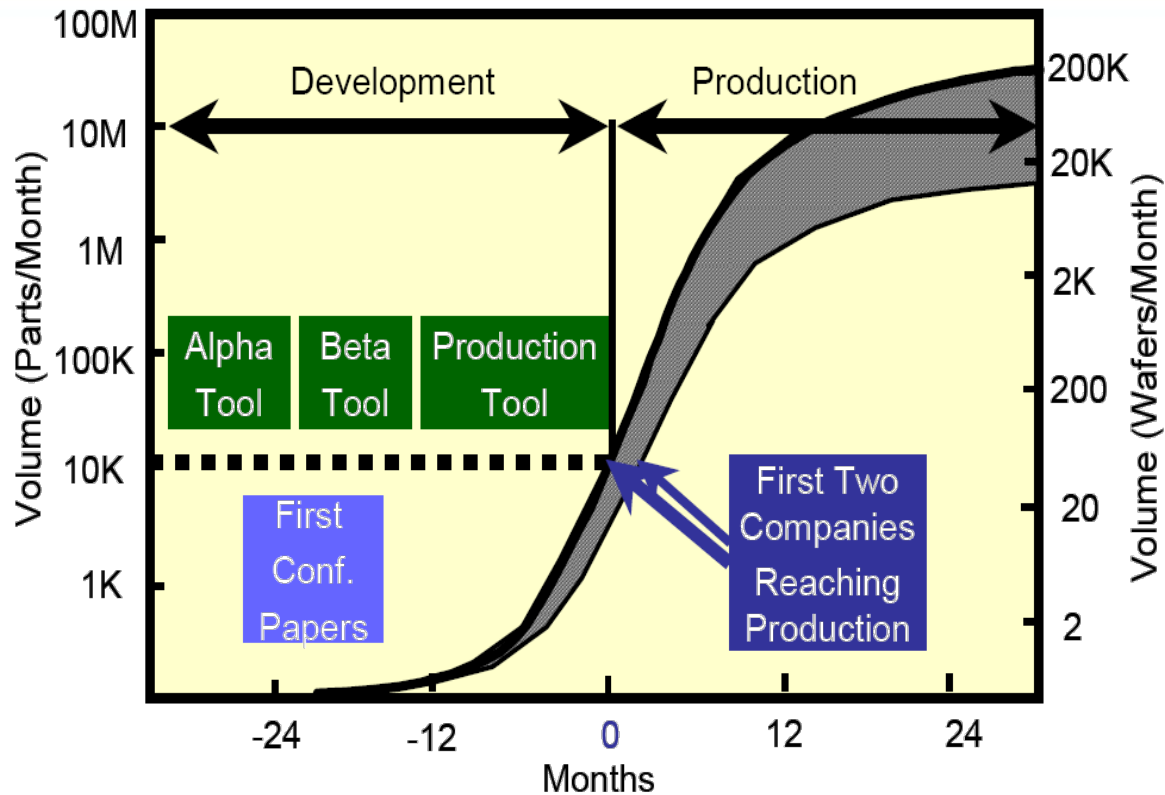 100M
10M
1M
100K
10K
1K
Volume (Parts/Month)
Development
Production
Alpha
Tool
Beta
Tool
Production
Tool
First
Conf.
Papers
First Two
Companies
Reaching
Production
200K
20K
2K
200
20
2
Volume (Wafers/Month)
-24
-12
0
12
24
Months